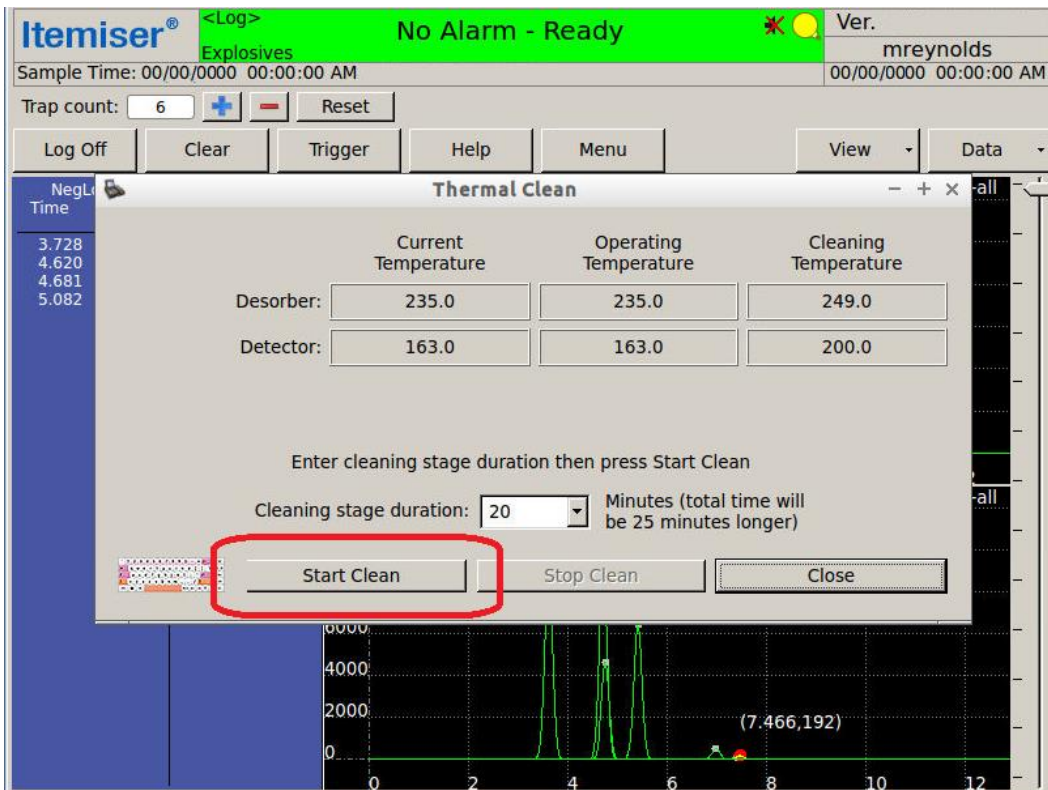 Itemiser®
<Log>
Explosives
No Alarm - Ready
Ver.
mreynolds
Sample Time: 00/00/0000 00:00:00 AM
00/00/0000 00:00:00 AM
Trap count: 6 Reset
Log Off Clear Trigger Help Menu View Data
NegLo
Time
3.728
4.620
4.681
5.082
Thermal Clean
-all
Current Temperature
Operating Temperature
Cleaning Temperature
Desorber: 235.0 235.0 249.0
Detector: 163.0 163.0 200.0
Enter cleaning stage duration then press Start Clean
Cleaning stage duration: 20 Minutes (total time will
be 25 minutes longer)
-all
Start Clean Stop Clean Close
6000
4000
2000
(7.466,192)
0
0 2 4 6 8 10 12